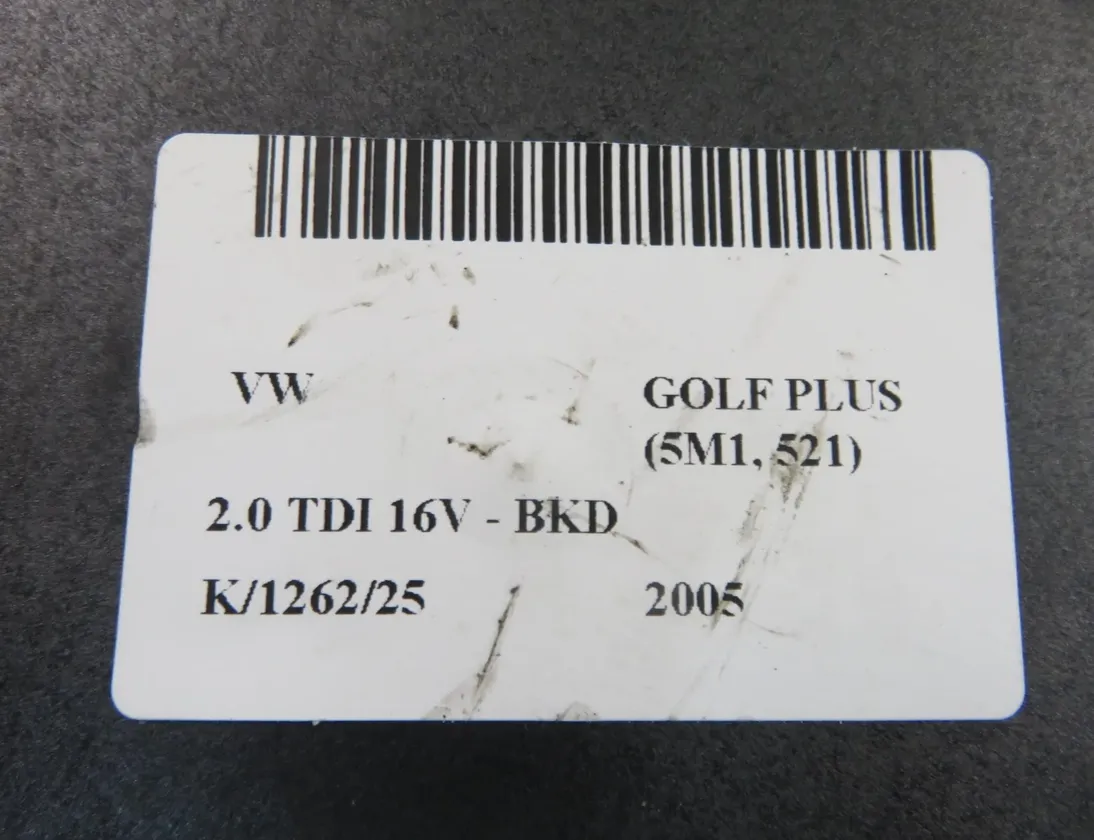 VW GOLF PLUS
(5M1, 521)
2.0 TDI 16V - BKD
K/1262/25 2005